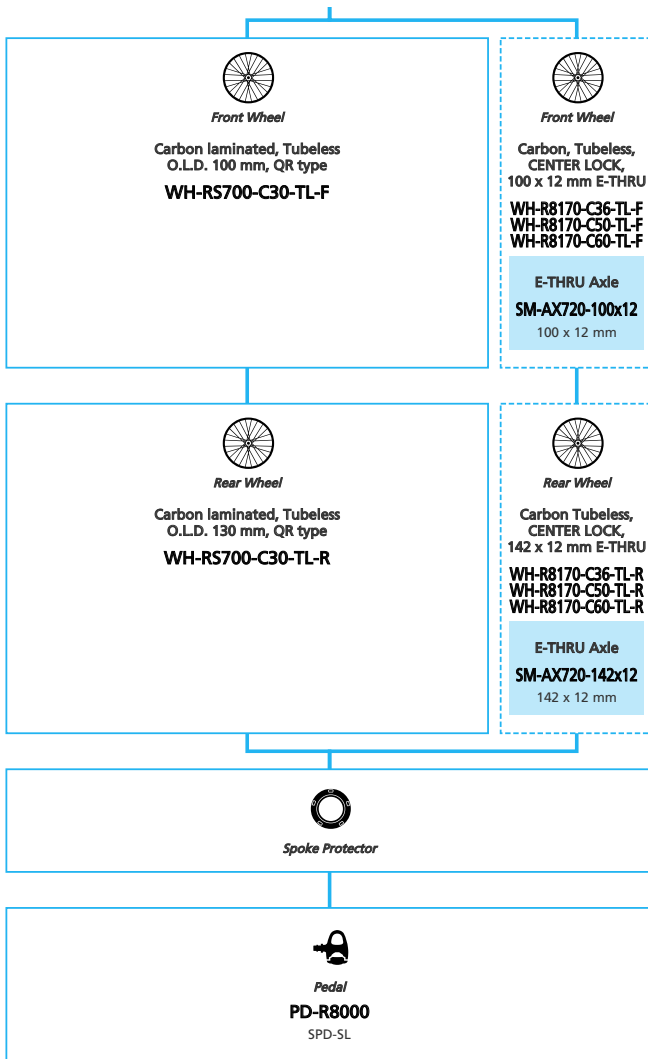 Front Wheel
Carbon laminated, Tubeless
O.L.D. 100 mm, QR type
WH-RS700-C30-TL-F
Front Wheel
Carbon, Tubeless,
CENTER LOCK,
100 x 12 mm E-THRU
WH-R8170-C36-TL-F
WH-R8170-C50-TL-F
WH-R8170-C60-TL-F
E-THRU Axle
SM-AX720-100x12
100 x 12 mm
Rear Wheel
Carbon laminated, Tubeless
O.L.D. 130 mm, QR type
WH-RS700-C30-TL-R
Rear Wheel
Carbon Tubeless,
CENTER LOCK,
142 x 12 mm E-THRU
WH-R8170-C36-TL-R
WH-R8170-C50-TL-R
WH-R8170-C60-TL-R
E-THRU Axle
SM-AX720-142x12
142 x 12 mm
Spoke Protector
Pedal
PD-R8000
SPD-SL